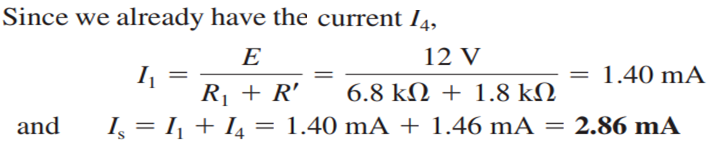 Since we already have the current I₄,
I₁ = E / (R₁ + R′) = 12 V / (6.8 kΩ + 1.8 kΩ) = 1.40 mA
and Iₛ = I₁ + I₄ = 1.40 mA + 1.46 mA = 2.86 mA